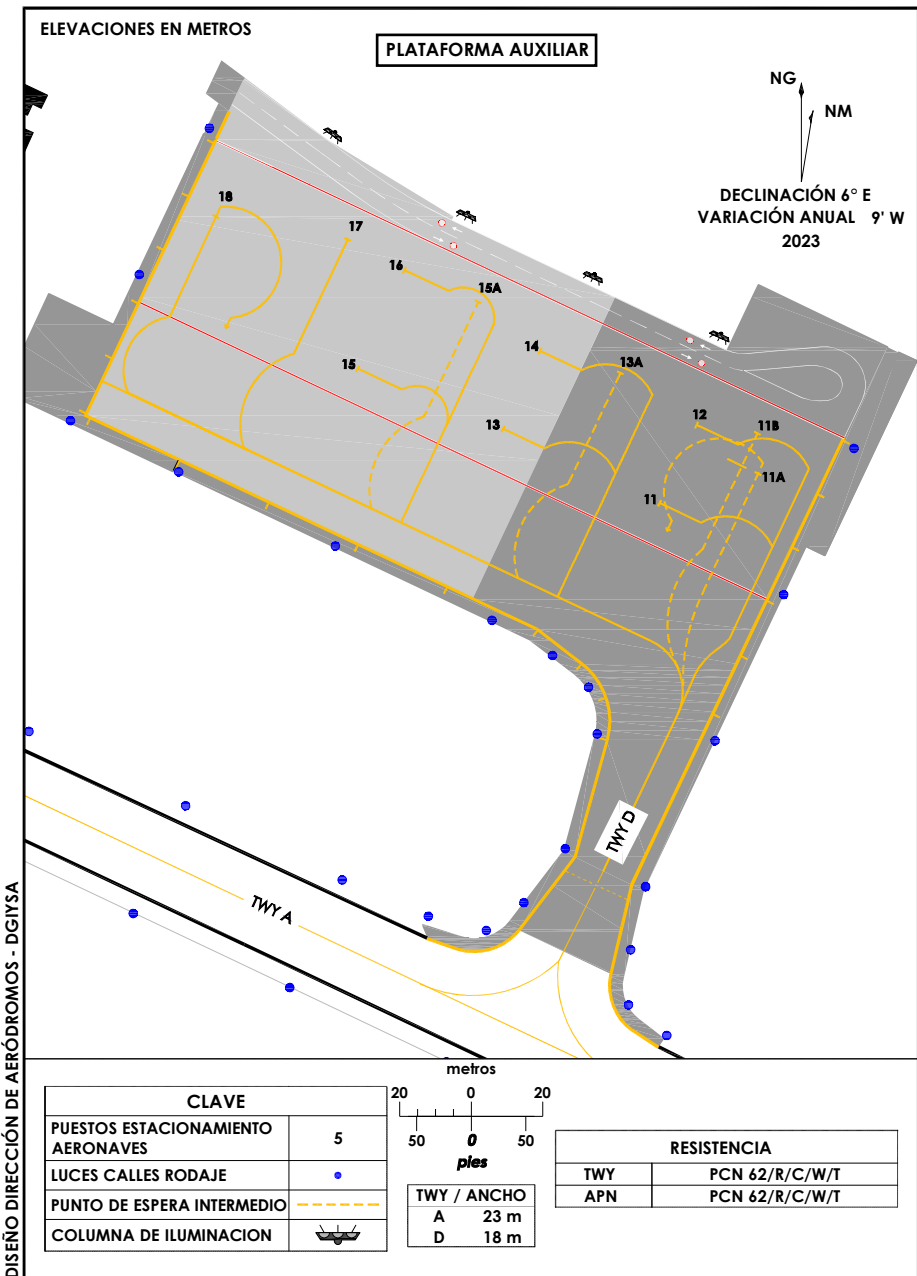 ELEVACIONES EN METROS
PLATAFORMA AUXILIAR
NG
NM
DECLINACIÓN 6° E
VARIACIÓN ANUAL 9' W
2023
18
17
16
15A
15
14
13A
13
12
11B
11A
11
TWY D
TWY A
DISEÑO DIRECCIÓN DE AERÓDROMOS - DGIYSA
metros
20 0 20
50 0 50
pies
CLAVE
PUESTOS ESTACIONAMIENTO
AERONAVES
5
LUCES CALLES RODAJE
PUNTO DE ESPERA INTERMEDIO
COLUMNA DE ILUMINACION
TWY / ANCHO
A 23 m
D 18 m
RESISTENCIA
TWY PCN 62/R/C/W/T
APN PCN 62/R/C/W/T